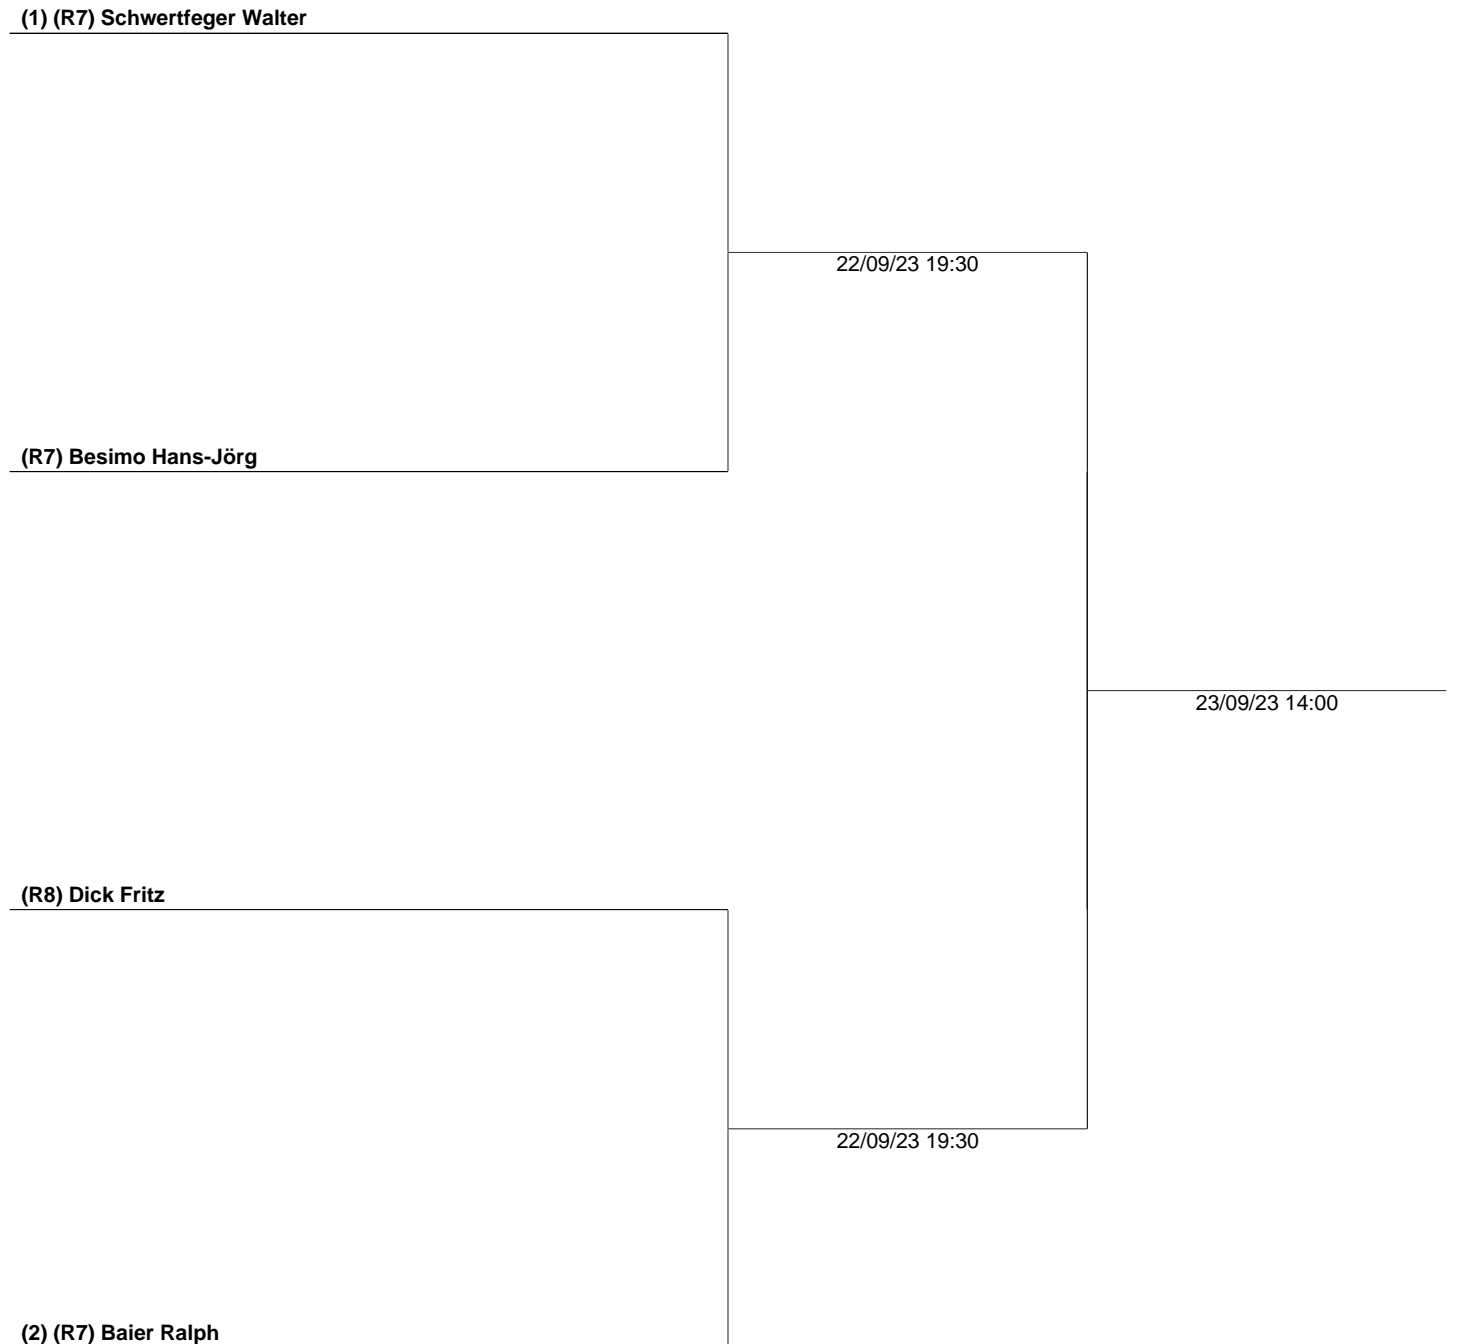 (1) (R7) Schwertfeger Walter
22/09/23 19:30
(R7) Besimo Hans-Jörg
23/09/23 14:00
(R8) Dick Fritz
22/09/23 19:30
(2) (R7) Baier Ralph